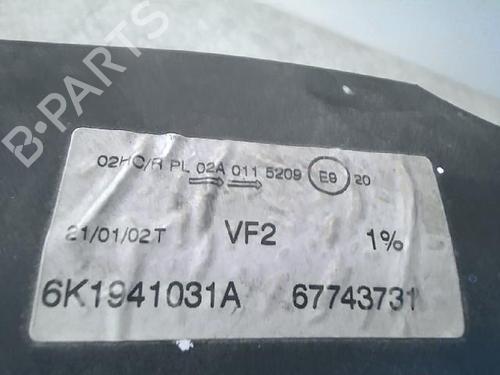 B-PARTS
02HC/R PL 02A 011 5209 E9 20
21/01/02T VF2 1%
6K1941031A 67743731